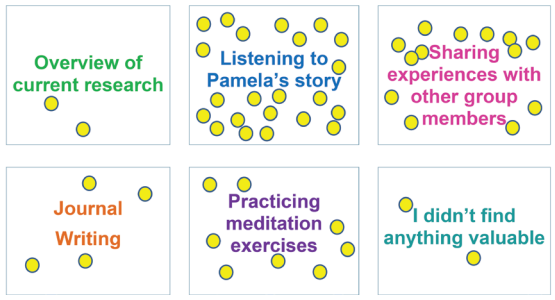 Overview of
current research
Listening to
Pamela's story
Sharing
experiences with
other group
members
Journal
Writing
Practicing
meditation
exercises
I didn't find
anything valuable